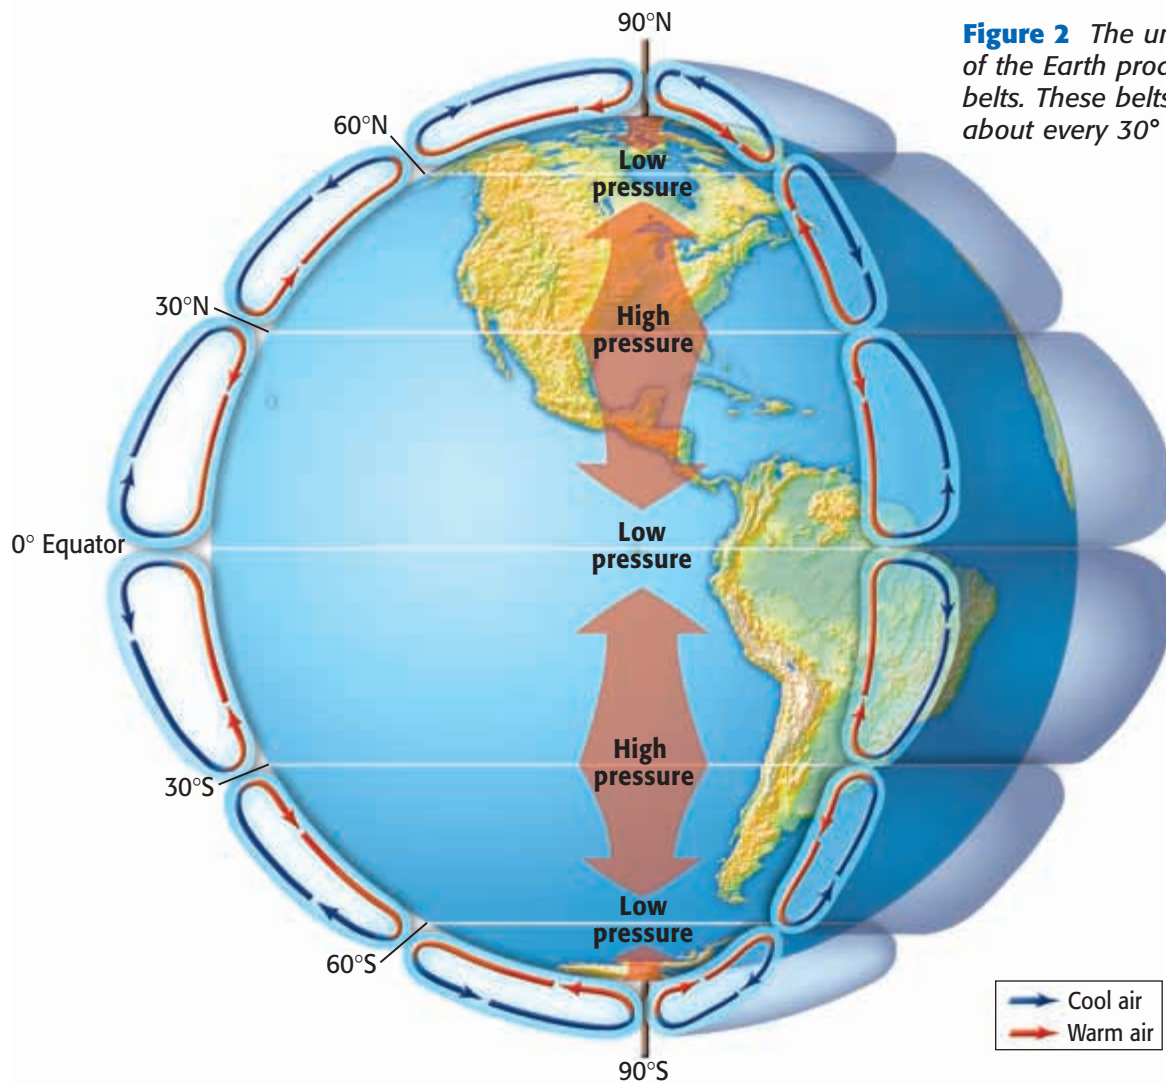 90°N
Figure 2 The un
of the Earth proc
belts. These belts
about every 30°
60°N
Low
pressure
30°N
High
pressure
0° Equator
Low
pressure
High
pressure
30°S
Low
pressure
60°S
Cool air
Warm air
90°S